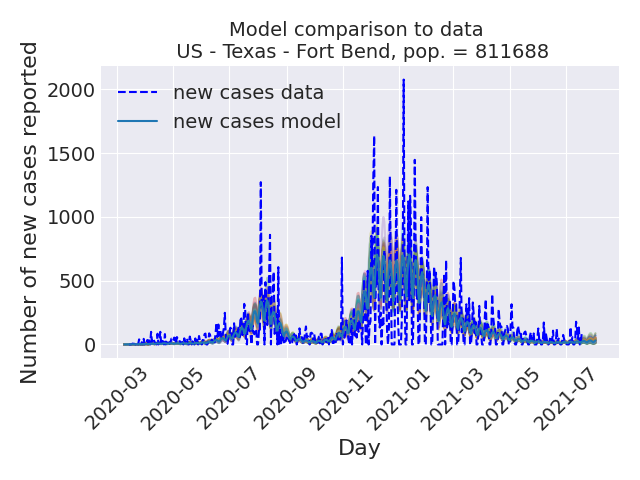 Model comparison to data
US - Texas - Fort Bend, pop. = 811688
Number of new cases reported
2000
1500
1000
500
0
new cases data
new cases model
2020-03
2020-05
2020-07
2020-09
2020-11
2021-01
2021-03
2021-05
2021-07
Day